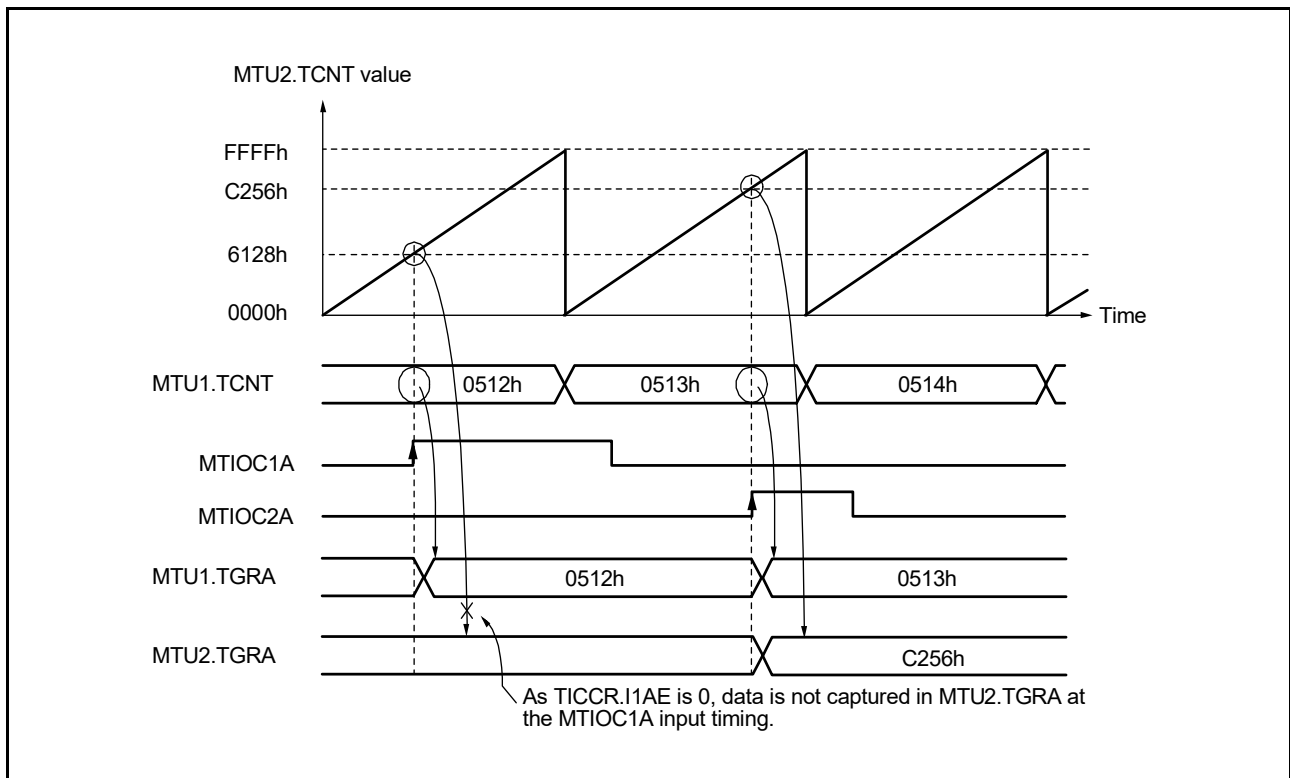 MTU2.TCNT value
FFFFh
C256h
6128h
0000h
Time
MTU1.TCNT
0512h
0513h
0514h
MTIOC1A
MTIOC2A
MTU1.TGRA
0512h
0513h
MTU2.TGRA
C256h
As TICCR.I1AE is 0, data is not captured in MTU2.TGRA at
the MTIOC1A input timing.